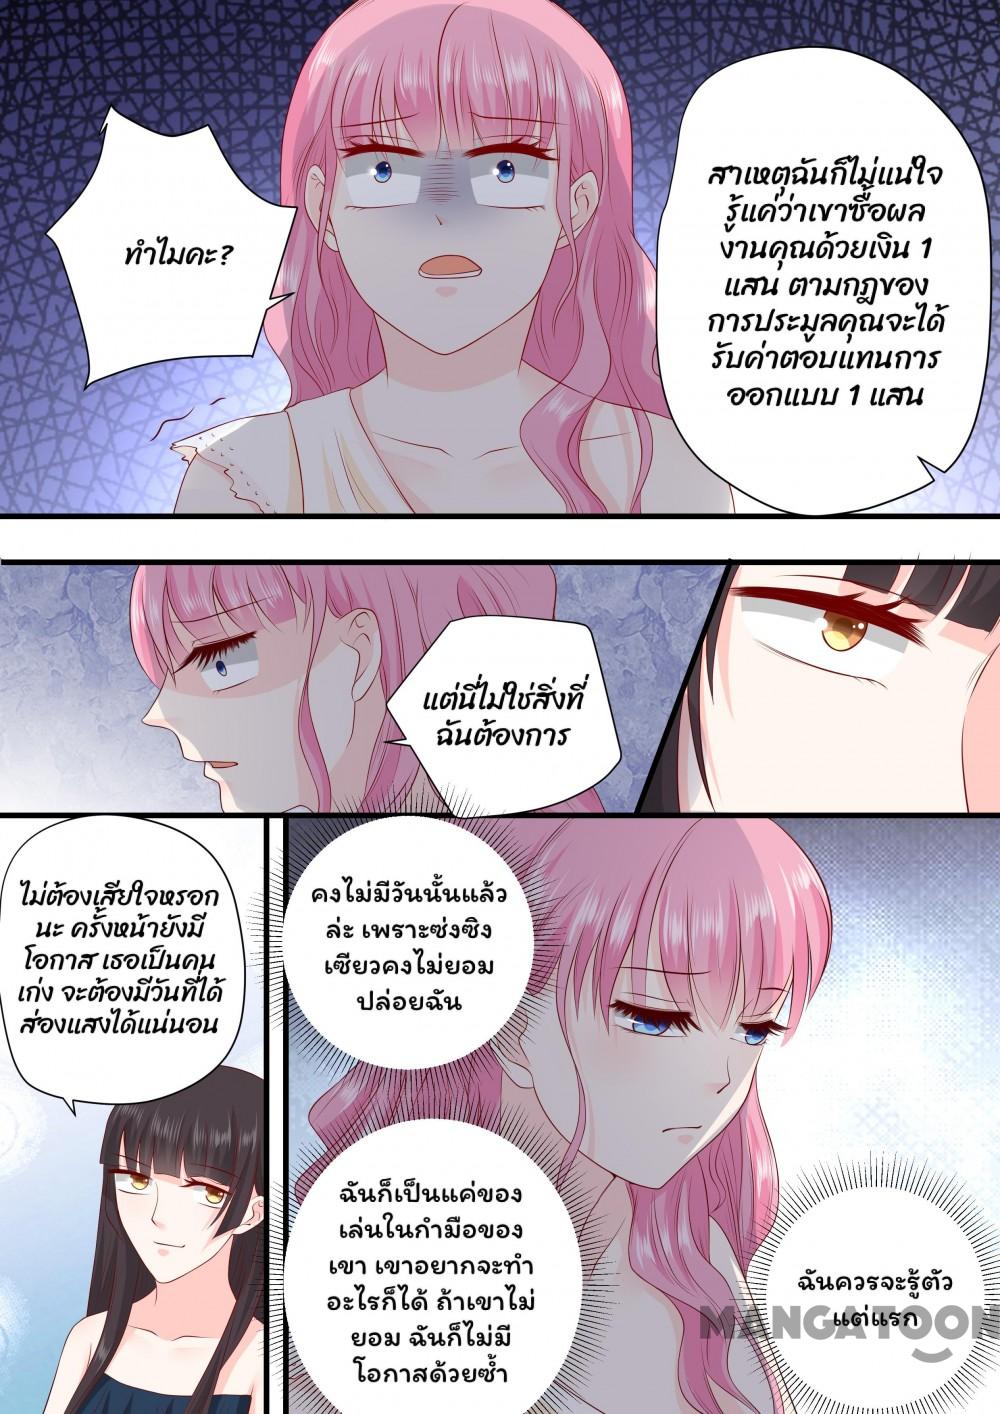 ทำไมคะ?
สาเหตุฉันก็ไม่แน่ใจ
รู้แค่ว่าเขาซื้อผล
งานคุณด้วยเงิน 1
แสน ตามกฎของ
การประมูลคุณจะได้
รับค่าตอบแทนการ
ออกแบบ 1 แสน
แต่นี่ไม่ใช่สิ่งที่
ฉันต้องการ
ไม่ต้องเสียใจหรอก
นะ ครั้งหน้ายังมี
โอกาส เธอเป็นคน
เก่ง จะต้องมีวันที่ได้
ส่องแสงได้แน่นอน
คงไม่มีวันนั้นแล้ว
ล่ะ เพราะซ่งซิง
เซียวคงไม่ยอม
ปล่อยฉัน
ฉันก็เป็นแค่ของ
เล่นในกำมือของ
เขา เขาอยากจะทำ
อะไรก็ได้ ถ้าเขาไม่
ยอม ฉันก็ไม่มี
โอกาสด้วยซ้ำ
ฉันควรจะรู้ตัว
แต่แรก
MANGATOON